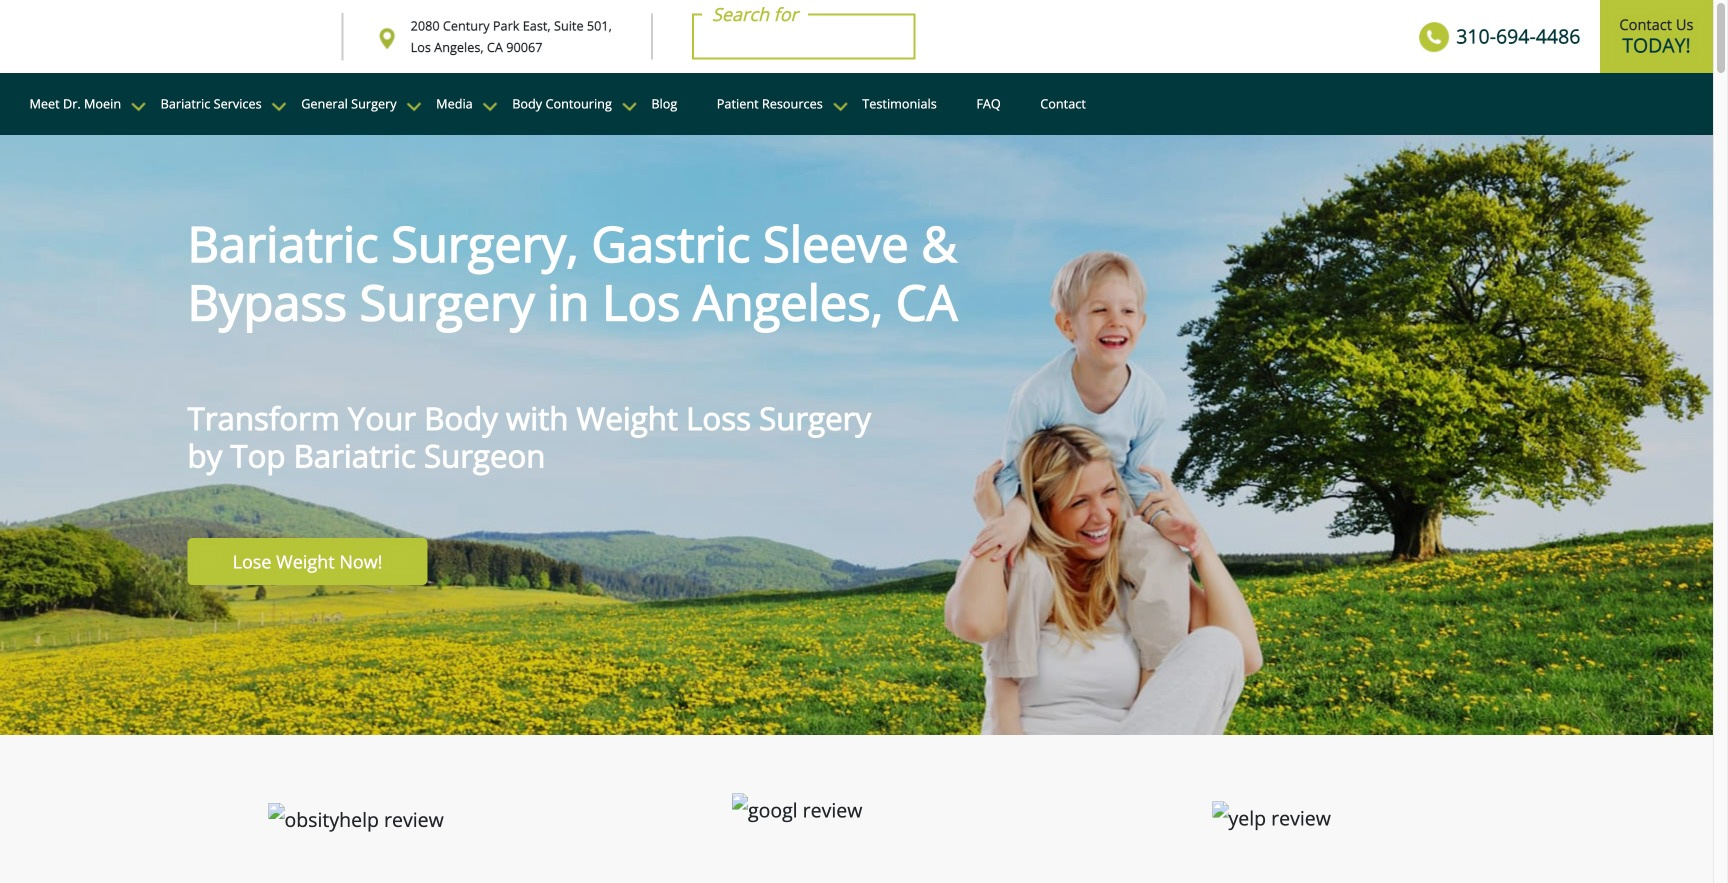 2080 Century Park East, Suite 501,
Los Angeles, CA 90067
Search for
310-694-4486
Contact Us
TODAY!
Meet Dr. Moein
Bariatric Services
General Surgery
Media
Body Contouring
Blog
Patient Resources
Testimonials
FAQ
Contact
Bariatric Surgery, Gastric Sleeve &
Bypass Surgery in Los Angeles, CA
Transform Your Body with Weight Loss Surgery
by Top Bariatric Surgeon
Lose Weight Now!
obsityhelp review
googl review
yelp review